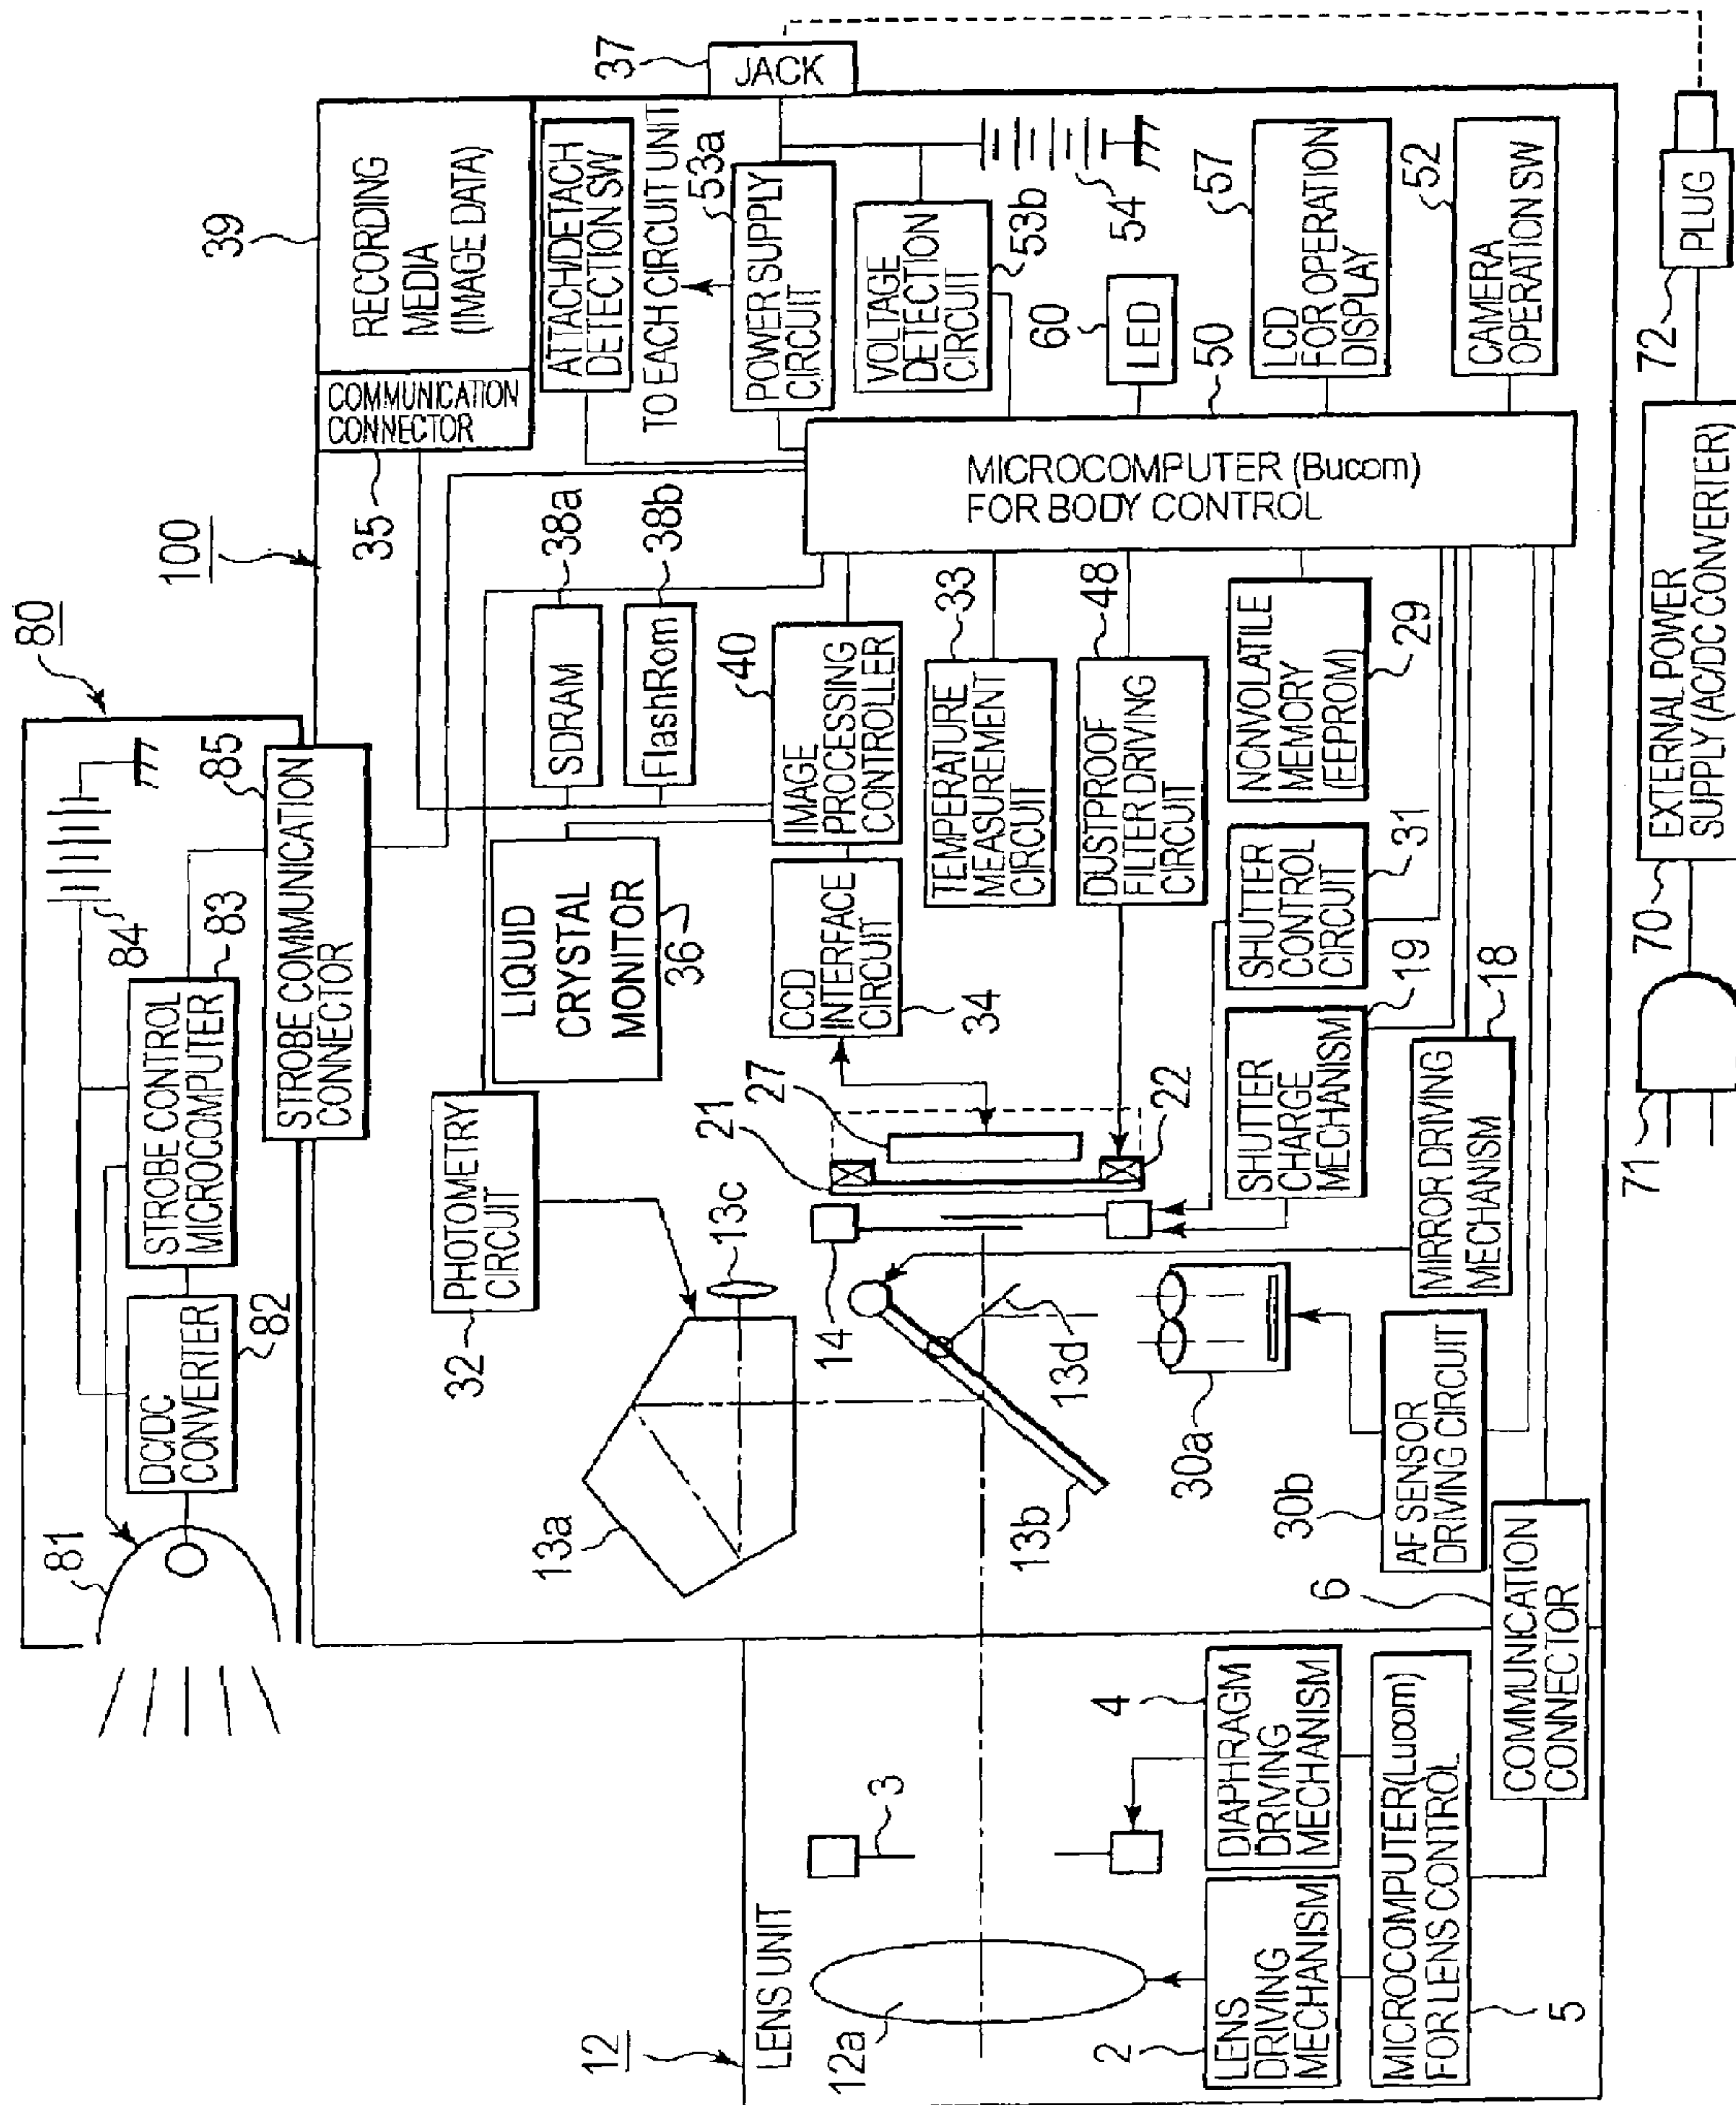 80
81
DC/DC
CONVERTER
82
STROBE CONTROL
MICROCOMPUTER
83
84
85
STROBE COMMUNICATION
CONNECTOR
100
35
COMMUNICATION
CONNECTOR
39
RECORDING
MEDIA
(IMAGE DATA)
ATTACH/DETACH
DETECTION SW
TO EACH CIRCUIT UNIT
37
JACK
53a
POWER SUPPLY
CIRCUIT
VOLTAGE
DETECTION
CIRCUIT
53b
54
60
LED
50
57
LCD
FOR OPERATION
DISPLAY
52
CAMERA
OPERATION SW
MICROCOMPUTER (Bucom)
FOR BODY CONTROL
38a
SDRAM
38b
FlashRom
LIQUID
CRYSTAL
MONITOR
36
32
PHOTOMETRY
CIRCUIT
40
IMAGE
PROCESSING
CONTROLLER
CCD
INTERFACE
CIRCUIT
34
33
TEMPERATURE
MEASUREMENT
CIRCUIT
48
DUSTPROOF
FILTER DRIVING
CIRCUIT
NONVOLATILE
MEMORY
(EEPROM)
29
SHUTTER
CONTROL
CIRCUIT
31
SHUTTER
CHARGE
MECHANISM
19
MIRROR DRIVING
MECHANISM
18
13a
13c
14
21
27
22
13b
13d
30a
30b
AF SENSOR
DRIVING CIRCUIT
6
COMMUNICATION
CONNECTOR
12
LENS UNIT
12a
3
2
LENS
DRIVING
MECHANISM
4
DIAPHRAGM
DRIVING
MECHANISM
MICROCOMPUTER(Lucom)
FOR LENS CONTROL
5
71
70
EXTERNAL POWER
SUPPLY (AC/DC CONVERTER)
72
PLUG